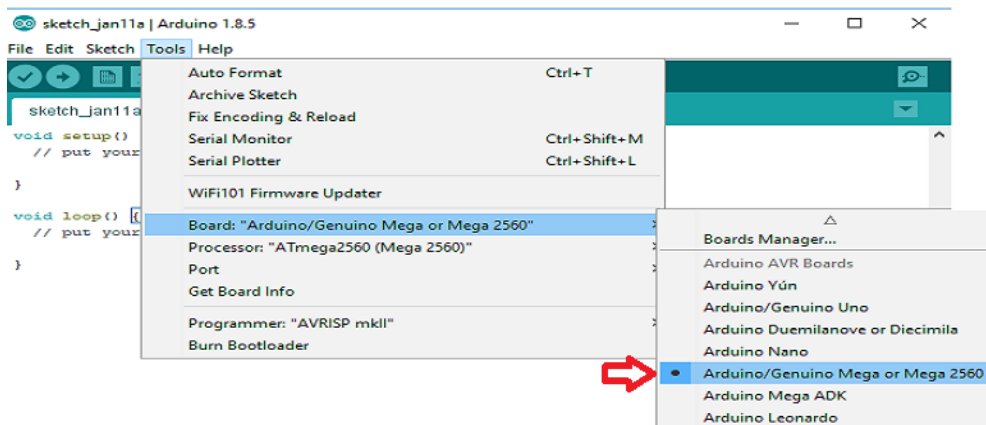 sketch_jan11a | Arduino 1.8.5
File Edit Sketch Tools Help
sketch_jan11a
void setup()
// put your
}
void loop() {
// put your
}
Auto Format Ctrl+T
Archive Sketch
Fix Encoding & Reload
Serial Monitor Ctrl+Shift+M
Serial Plotter Ctrl+Shift+L
WiFi101 Firmware Updater
Board: "Arduino/Genuino Mega or Mega 2560"
Processor: "ATmega2560 (Mega 2560)"
Port
Get Board Info
Programmer: "AVRISP mkII"
Burn Bootloader
Boards Manager...
Arduino AVR Boards
Arduino Yún
Arduino/Genuino Uno
Arduino Duemilanove or Diecimila
Arduino Nano
Arduino/Genuino Mega or Mega 2560
Arduino Mega ADK
Arduino Leonardo